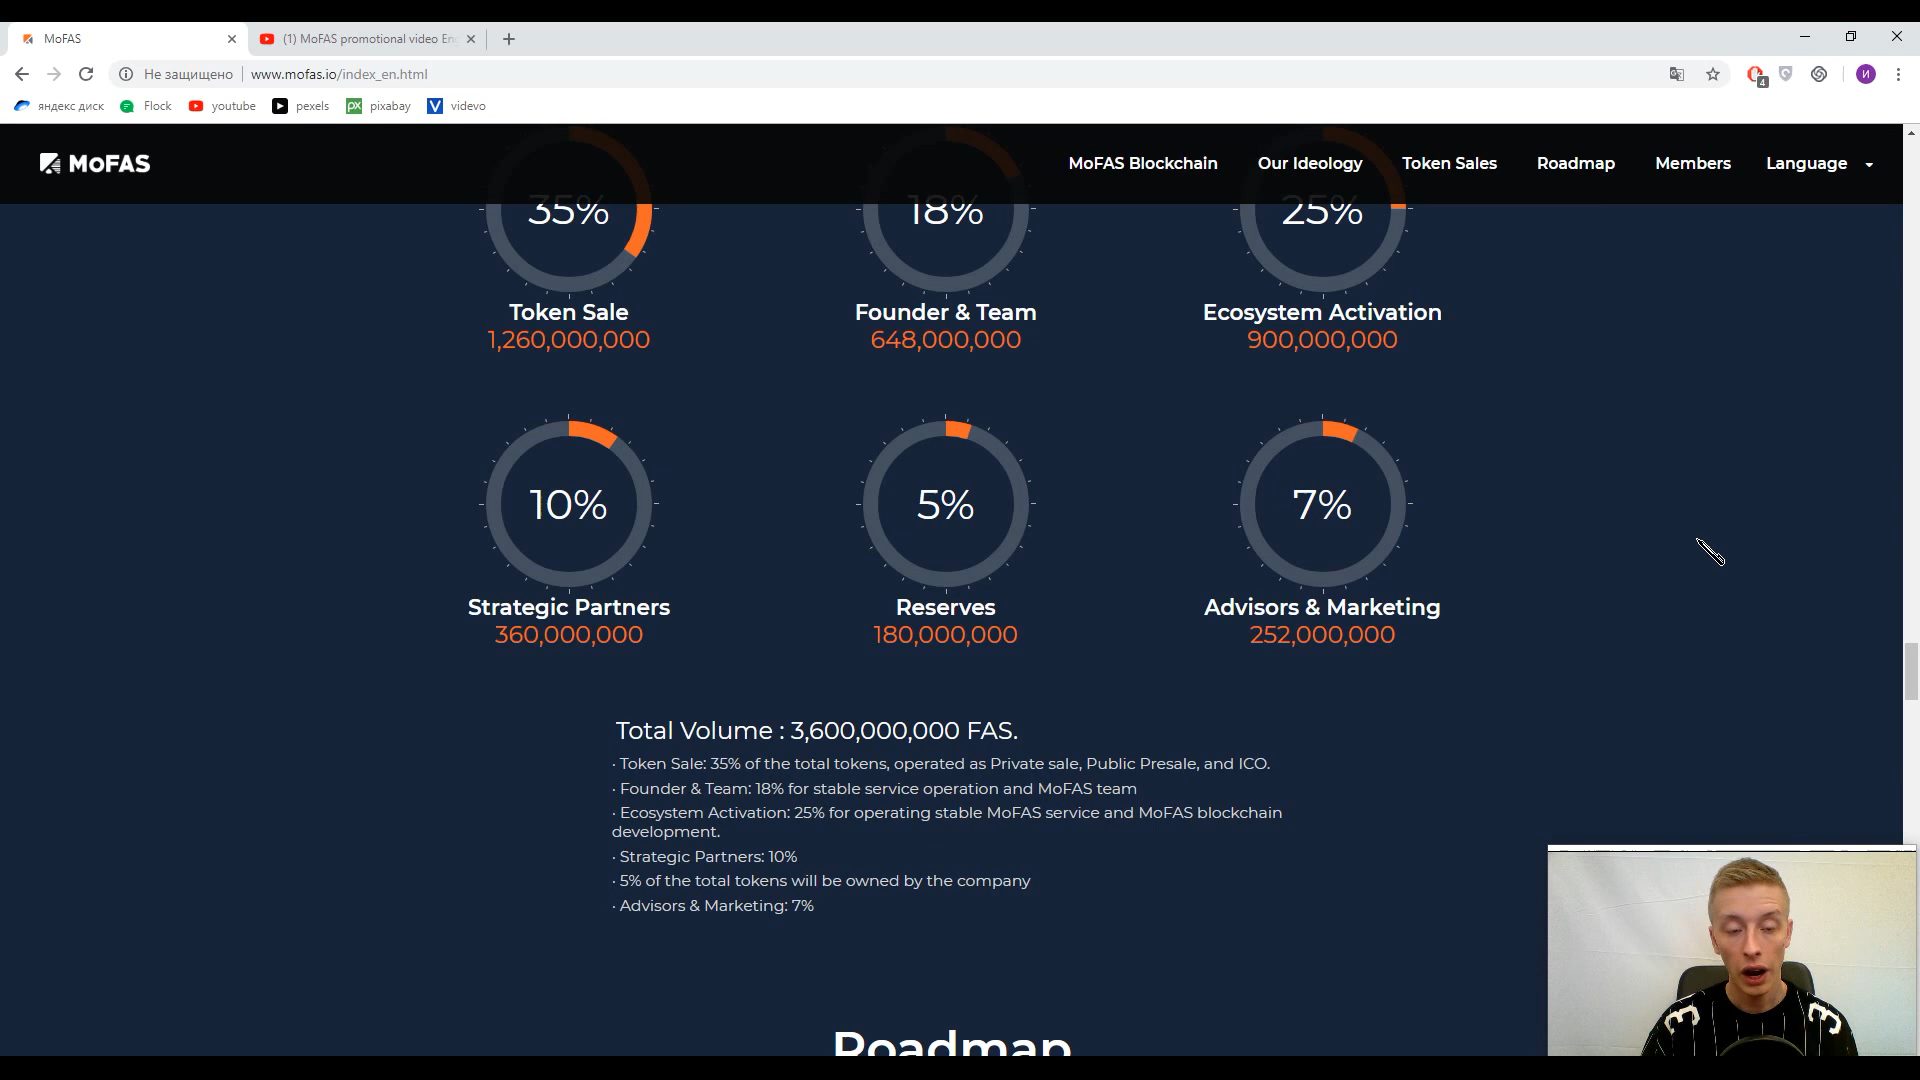 MoFAS
(1) MoFAS promotional video En
Не защищено
www.mofas.io/index_en.html
4
И
яндекс диск
Flock
youtube
px
pexels
pixabay
V
videvo
MoFAS
MoFAS Blockchain
Our Ideology
Token Sales
Roadmap
Members
Language
35%
18%
25%
Token Sale
Founder & Team
Ecosystem Activation
1,260,000,000
648,000,000
900,000,000
10%
5%
7%
Strategic Partners
Reserves
Advisors & Marketing
360,000,000
180,000,000
252,000,000
Total Volume : 3,600,000,000 FAS.
· Token Sale: 35% of the total tokens, operated as Private sale, Public Presale, and ICO.
· Founder & Team: 18% for stable service operation and MoFAS team
· Ecosystem Activation: 25% for operating stable MoFAS service and MoFAS blockchain
development.
· Strategic Partners: 10%
· 5% of the total tokens will be owned by the company
· Advisors & Marketing: 7%
Roadmap